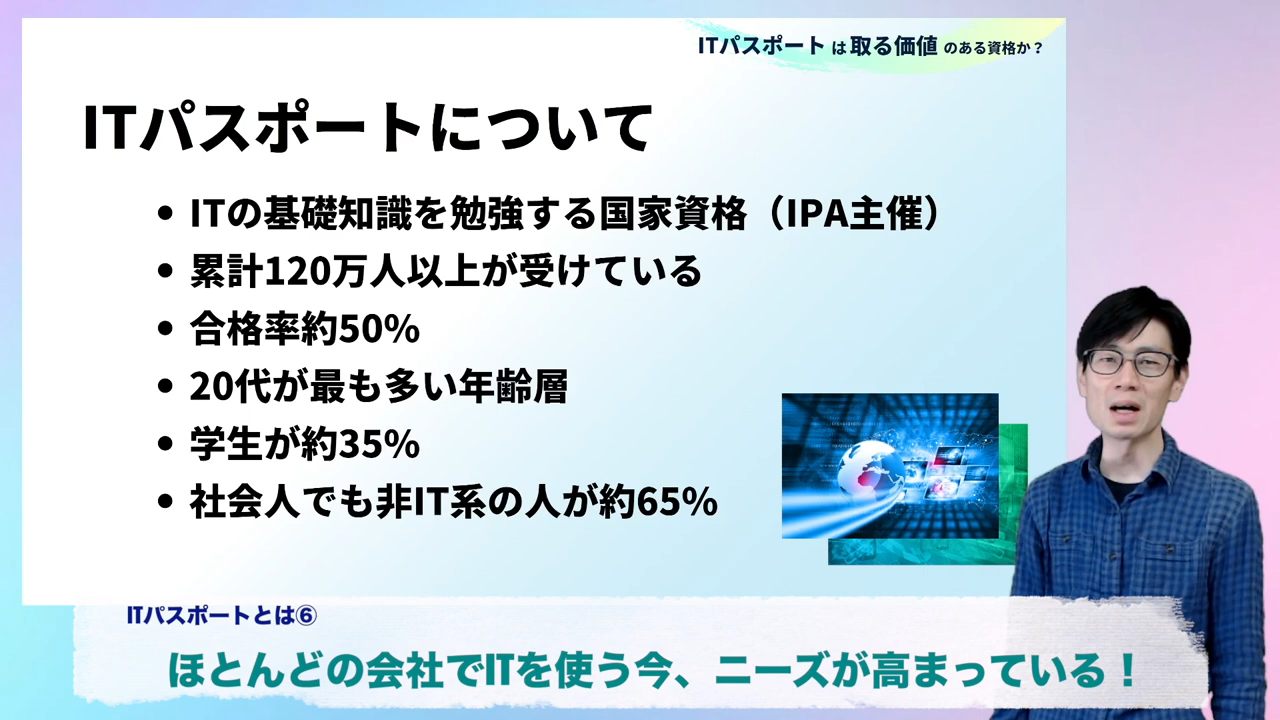 ITパスポート は 取る価値 のある資格か?
ITパスポートについて
• ITの基礎知識を勉強する国家資格(IPA主催)
• 累計120万人以上が受けている
• 合格率約50%
• 20代が最も多い年齢層
• 学生が約35%
• 社会人でも非IT系の人が約65%
ITパスポートとは⑥
ほとんどの会社でITを使う今、ニーズが高まっている!